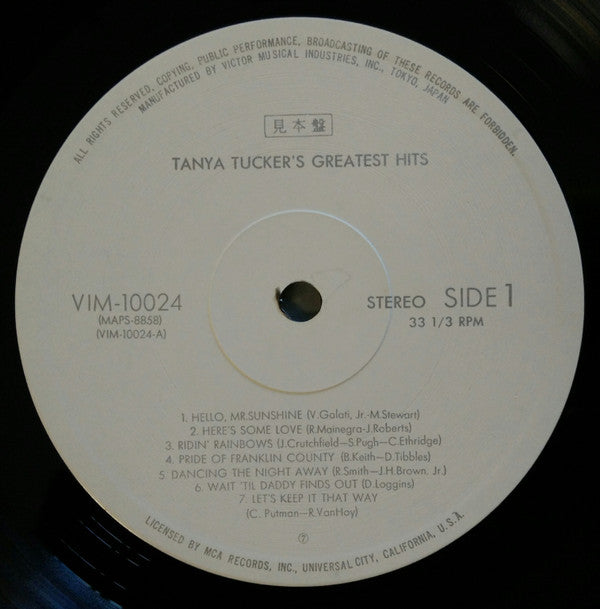 ALL RIGHTS RESERVED, COPYING, PUBLIC PERFORMANCE, BROADCASTING OF THESE RECORDS ARE FORBIDDEN.
MANUFACTURED BY VICTOR MUSICAL INDUSTRIES, INC., TOKYO, JAPAN
見本盤
TANYA TUCKER'S GREATEST HITS
VIM-10024
(MAPS-8858)
(VIM-10024-A)
STEREO SIDE 1
33 1/3 RPM
1. HELLO, MR.SUNSHINE (V.Galati, Jr.-M.Stewart)
2. HERE'S SOME LOVE (R.Mainegra-J.Roberts)
3. RIDIN' RAINBOWS (J.Crutchfield-S.Pugh-C.Ethridge)
4. PRIDE OF FRANKLIN COUNTY (B.Keith-D.Tibbles)
5. DANCING THE NIGHT AWAY (R.Smith-J.H.Brown. Jr.)
6. WAIT 'TIL DADDY FINDS OUT (D.Loggins)
7. LET'S KEEP IT THAT WAY
(C. Putman-R.VanHoy)
⑦
LICENSED BY MCA RECORDS, INC., UNIVERSAL CITY, CALIFORNIA, U.S.A.